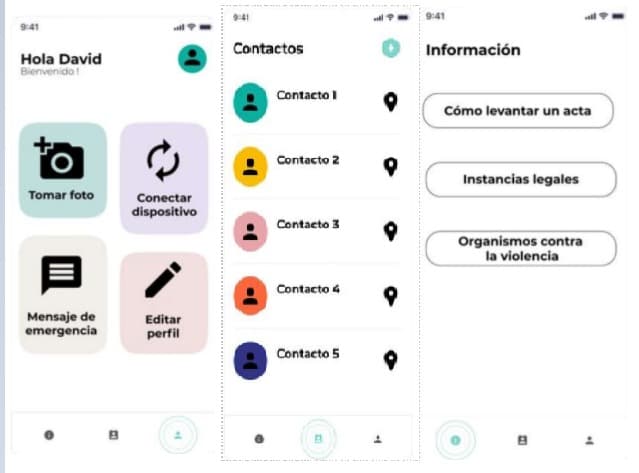 9:41
Hola David
Bienvenido !
Tomar foto
Conectar
dispositivo
Mensaje de
emergencia
Editar
perfil
9:41
Contactos
Contacto 1
Contacto 2
Contacto 3
Contacto 4
Contacto 5
9:41
Información
Cómo levantar un acta
Instancias legales
Organismos contra
la violencia